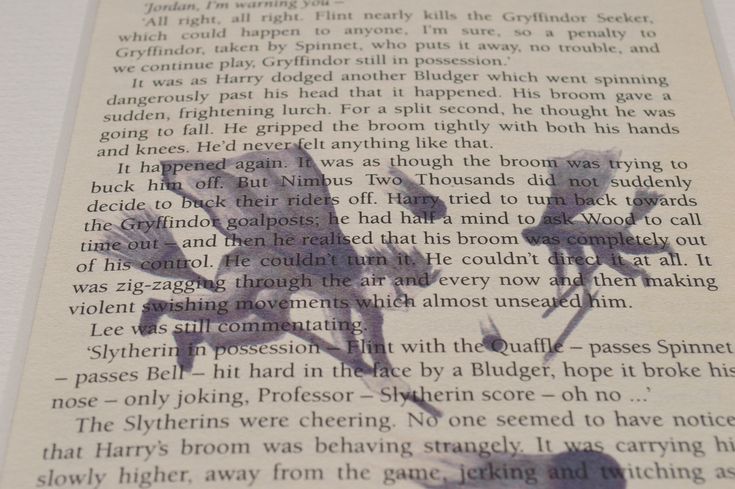 'Jordan, I'm warning you –
'All right, all right. Flint nearly kills the Gryffindor Seeker,
which could happen to anyone, I'm sure, so a penalty to
Gryffindor, taken by Spinnet, who puts it away, no trouble, and
we continue play, Gryffindor still in possession.'
It was as Harry dodged another Bludger which went spinning
dangerously past his head that it happened. His broom gave a
sudden, frightening lurch. For a split second, he thought he was
going to fall. He gripped the broom tightly with both his hands
and knees. He'd never felt anything like that.
It happened again. It was as though the broom was trying to
buck him off. But Nimbus Two Thousands did not suddenly
decide to buck their riders off. Harry tried to turn back towards
the Gryffindor goalposts; he had half a mind to ask Wood to call
time out – and then he realised that his broom was completely out
of his control. He couldn't turn it. He couldn't direct it at all. It
was zig-zagging through the air and every now and then making
violent swishing movements which almost unseated him.
Lee was still commentating.
'Slytherin in possession – Flint with the Quaffle – passes Spinnet
– passes Bell – hit hard in the face by a Bludger, hope it broke his
nose – only joking, Professor – Slytherin score – oh no ...'
The Slytherins were cheering. No one seemed to have notice
that Harry's broom was behaving strangely. It was carrying hi
slowly higher, away from the game, jerking and twitching as